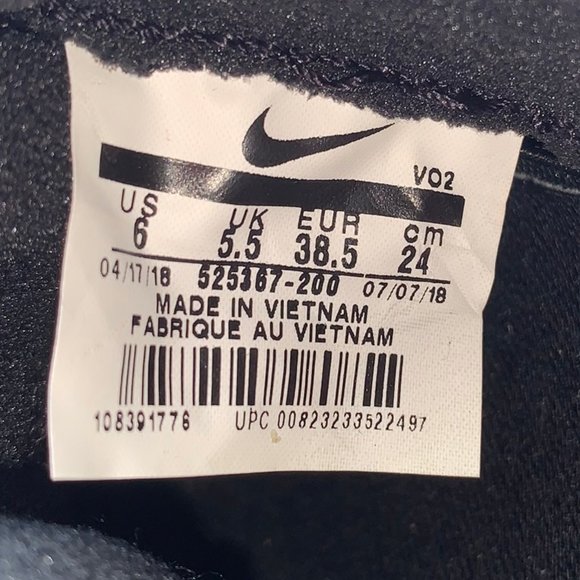 VO2
US UK EUR cm
6 5.5 38.5 24
04/17/18 525367-200 07/07/18
MADE IN VIETNAM
FABRIQUE AU VIETNAM
108391776 UPC 00823233522497